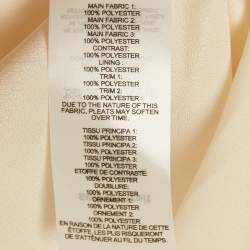 MAIN FABRIC 1:
100% POLYESTER
MAIN FABRIC 2:
100% POLYESTER
MAIN FABRIC 3:
100% POLYESTER
CONTRAST:
100% POLYESTER
LINING :
100% POLYESTER
TRIM 1:
100% POLYESTER
TRIM 2:
100% POLYESTER
DUE TO THE NATURE OF THIS
FABRIC, PLEATS MAY SOFTEN
OVER TIME.
TISSU PRINCIPA 1:
100% POLYESTER
TISSU PRINCIPA 2:
100% POLYESTER
TISSU PRINCIPA 3:
100% POLYESTER
ETOFFE DE CONTRASTE:
100% POLYESTER
DOUBLURE:
100% POLYESTER
ORNEMENT 1:
100% POLYESTER
ORNEMENT 2:
100% POLYESTER
EN RAISON DE LA NATURE DE CETTE
ÉTOFFE, LES PLIS RISQUERONT
DE S'ATTÉNUER AU FIL DU TEMPS.